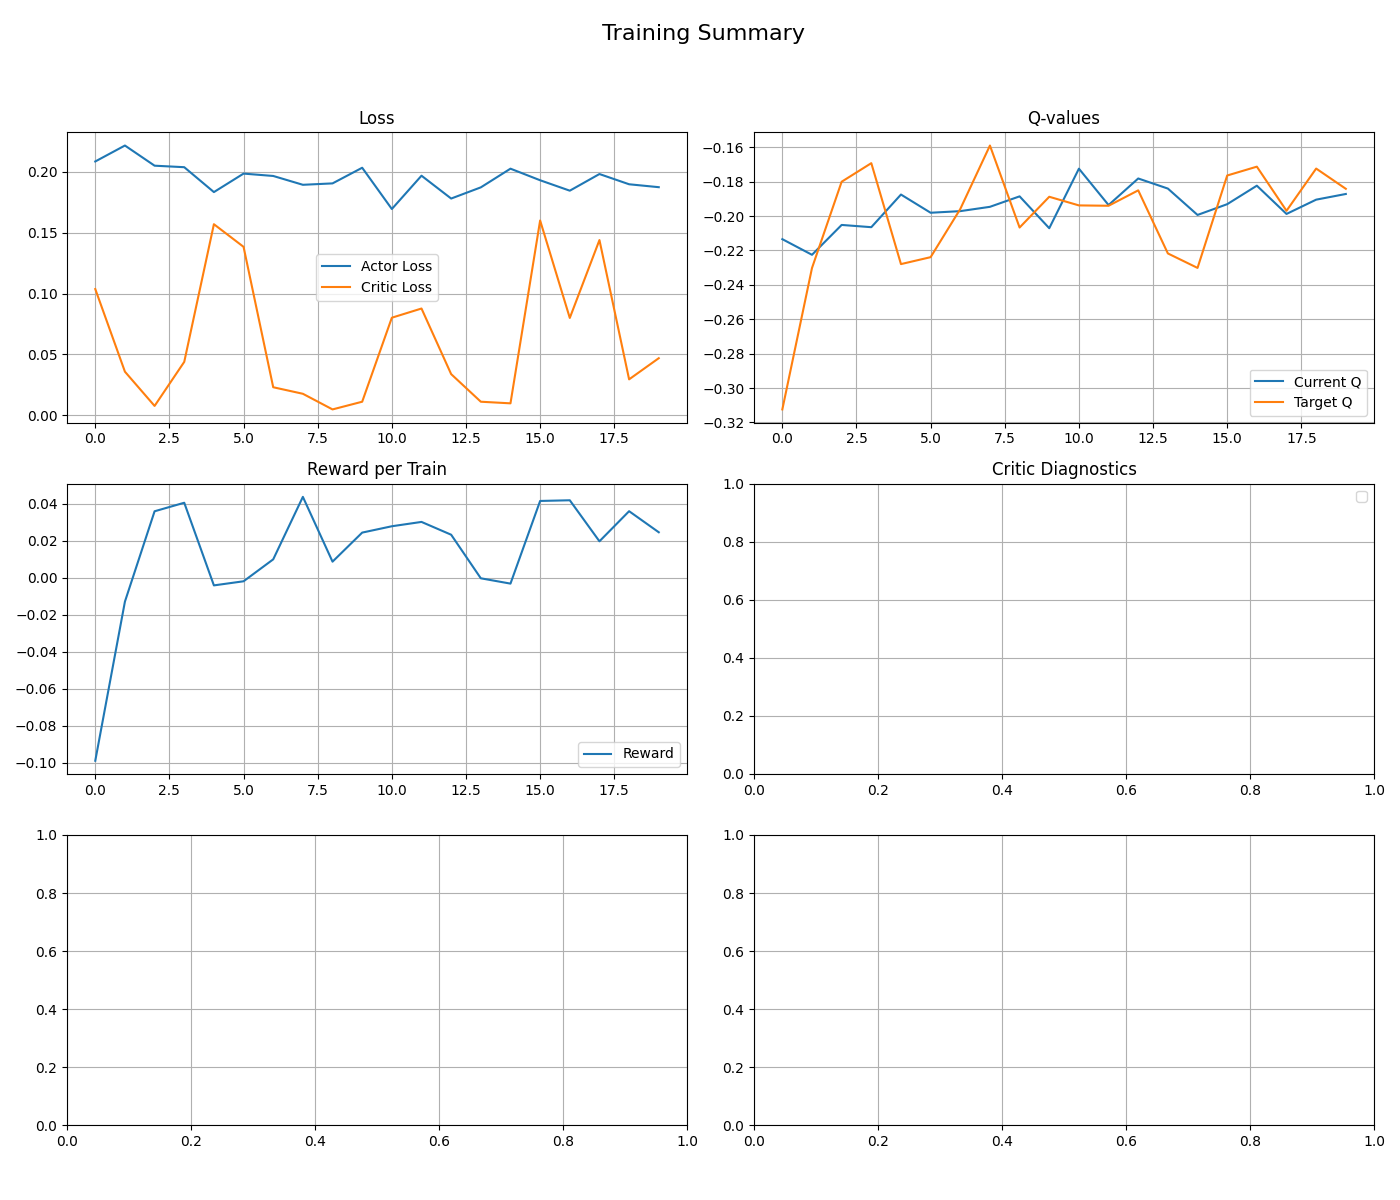 Training Summary
Loss
0.20
0.15
0.10
0.05
0.00
Actor Loss
Critic Loss
0.0 2.5 5.0 7.5 10.0 12.5 15.0 17.5
Q-values
−0.16
−0.18
−0.20
−0.22
−0.24
−0.26
−0.28
−0.30
−0.32
Current Q
Target Q
0.0 2.5 5.0 7.5 10.0 12.5 15.0 17.5
Reward per Train
0.04
0.02
0.00
−0.02
−0.04
−0.06
−0.08
−0.10
Reward
0.0 2.5 5.0 7.5 10.0 12.5 15.0 17.5
Critic Diagnostics
1.0
0.8
0.6
0.4
0.2
0.0
0.0 0.2 0.4 0.6 0.8 1.0
1.0
0.8
0.6
0.4
0.2
0.0
0.0 0.2 0.4 0.6 0.8 1.0
1.0
0.8
0.6
0.4
0.2
0.0
0.0 0.2 0.4 0.6 0.8 1.0